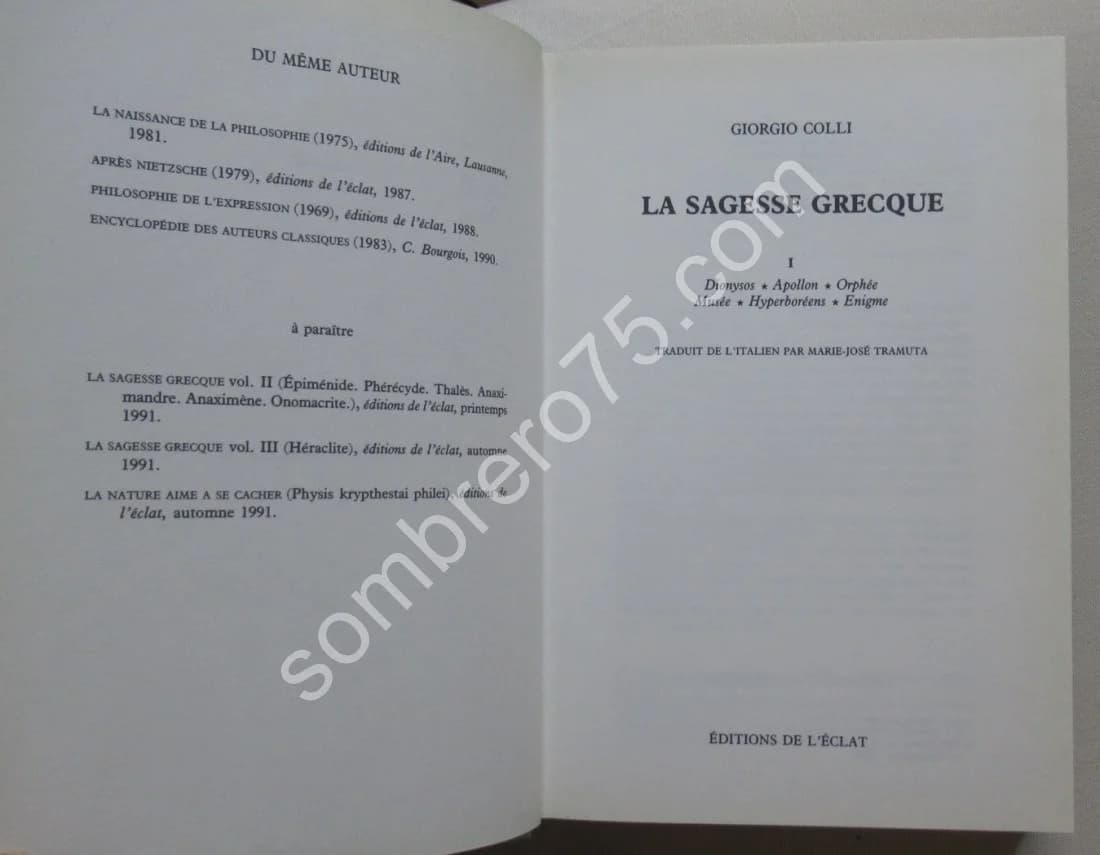 DU MÊME AUTEUR
LA NAISSANCE DE LA PHILOSOPHIE (1975), éditions de l'Aire, Lausanne,
1981.
APRÈS NIETZSCHE (1979), éditions de l'éclat, 1987.
PHILOSOPHIE DE L'EXPRESSION (1969), éditions de l'éclat, 1988.
ENCYCLOPÉDIE DES AUTEURS CLASSIQUES (1983), C. Bourgois, 1990.
à paraître
LA SAGESSE GRECQUE vol. II (Épiménide. Phérécyde. Thalès. Anaxi-
mandre. Anaximène. Onomacrite.), éditions de l'éclat, printemps
1991.
LA SAGESSE GRECQUE vol. III (Héraclite), éditions de l'éclat, automne
1991.
LA NATURE AIME A SE CACHER (Physis krypthestai philei), éditions de
l'éclat, automne 1991.
GIORGIO COLLI
LA SAGESSE GRECQUE
I
Dionysos ★ Apollon ★ Orphée
Musée ★ Hyperboréens ★ Enigme
TRADUIT DE L'ITALIEN PAR MARIE-JOSÉ TRAMUTA
ÉDITIONS DE L'ÉCLAT
sombrero75.com